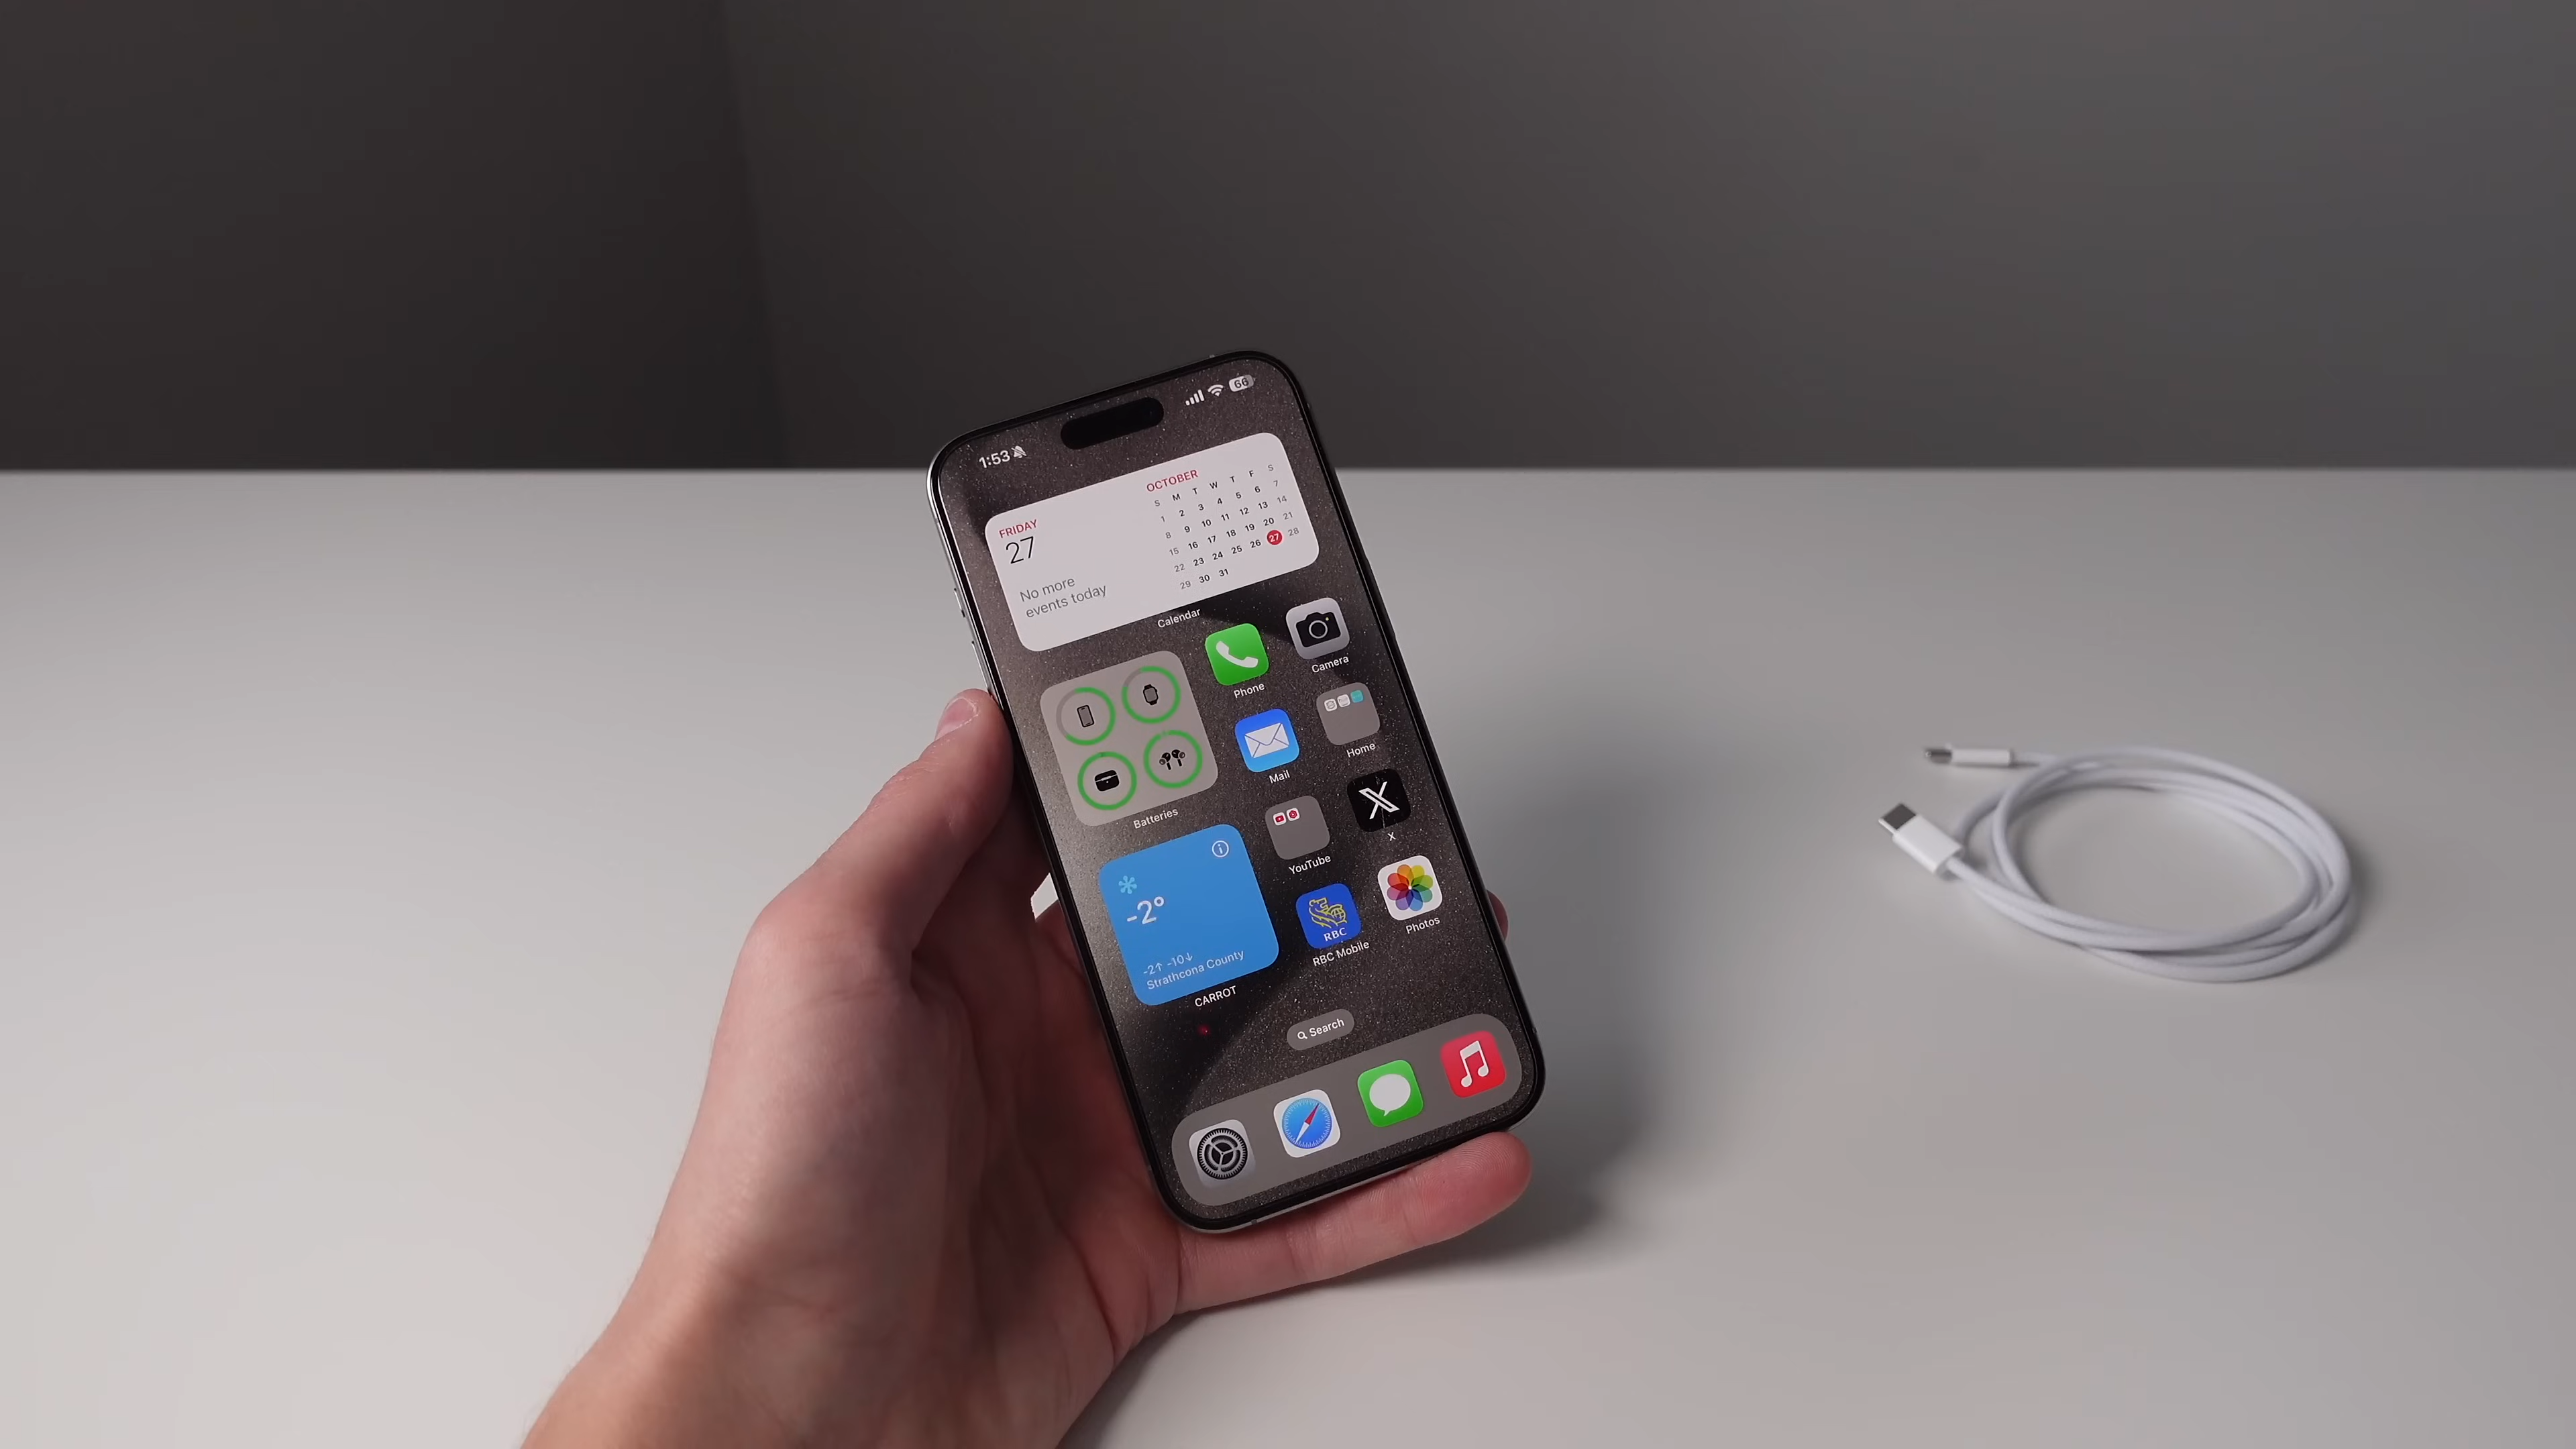 1:53
66
FRIDAY
27
No more
events today
OCTOBER
S M T W T F S
1 2 3 4 5 6 7
8 9 10 11 12 13 14
15 16 17 18 19 20 21
22 23 24 25 26 27 28
29 30 31
Calendar
Phone
Camera
Batteries
Mail
Home
-2°
-2↑ -10↓
Strathcona County
CARROT
YouTube
X
RBC
RBC Mobile
Photos
Search